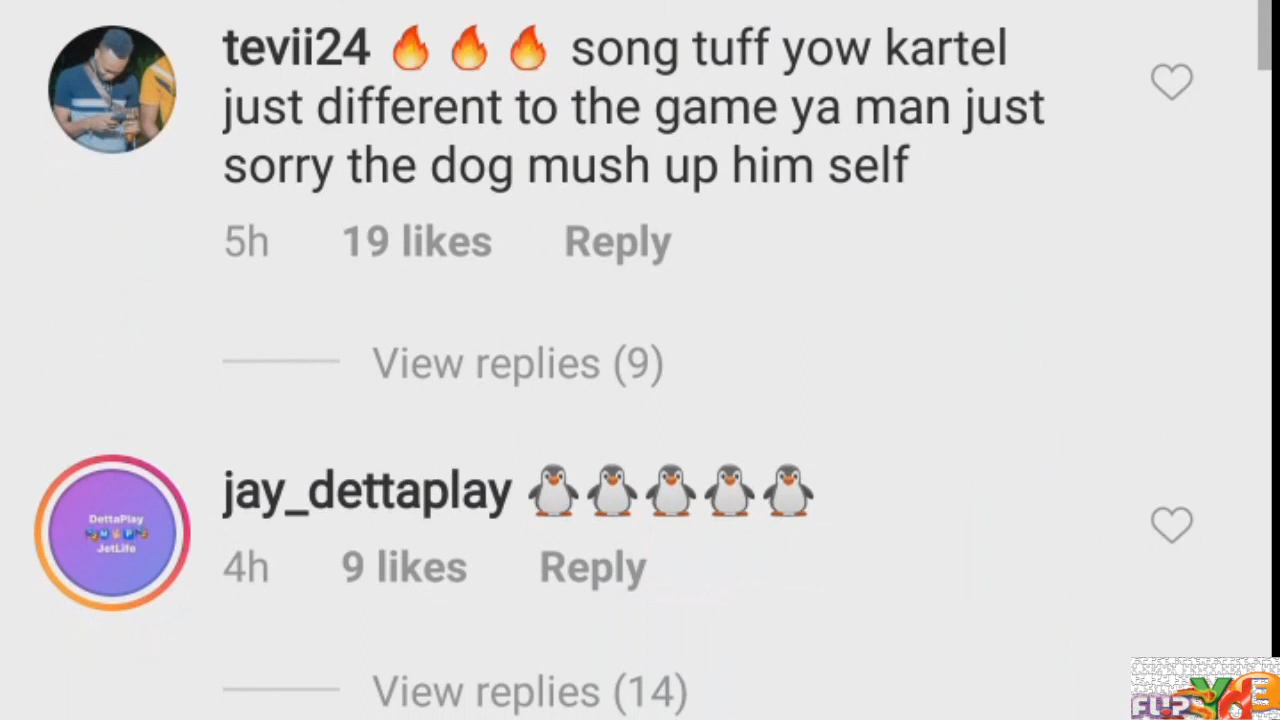 tevii24 🔥🔥🔥 song tuff yow kartel
just different to the game ya man just
sorry the dog mush up him self
5h 19 likes Reply
View replies (9)
jay_dettaplay 🐧🐧🐧🐧🐧
DettaPlay
JetLife
4h 9 likes Reply
View replies (14)
FLIP